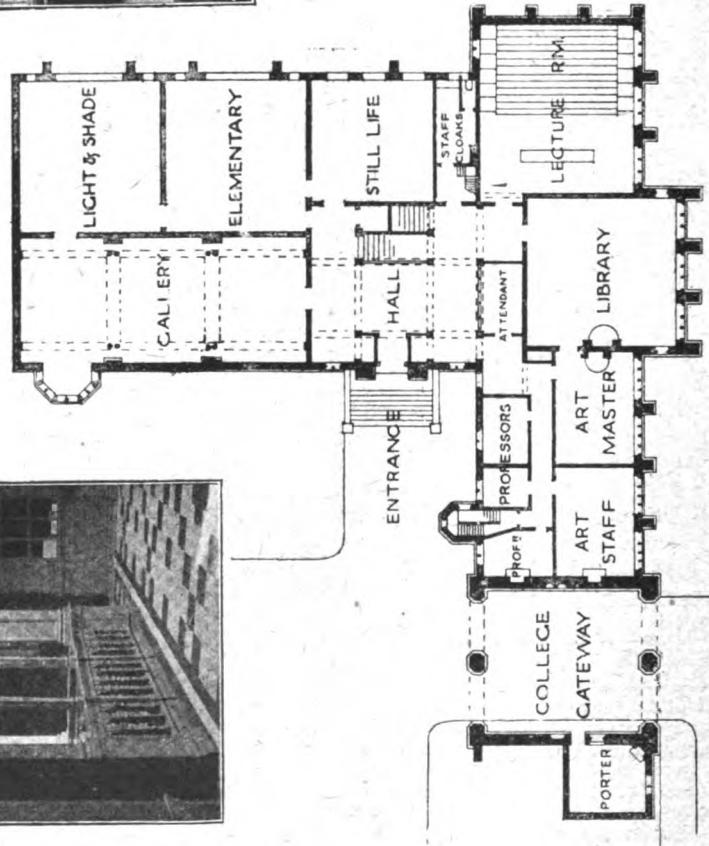 LIGHT & SHADE
ELEMENTARY
STILL LIFE
STAFF
CLOAKS
LECTURE RM.
GALLERY
HALL
ATTENDANT
LIBRARY
ENTRANCE
PROFESSORS
ART
MASTER
PROFR
ART
STAFF
COLLEGE
GATEWAY
PORTER